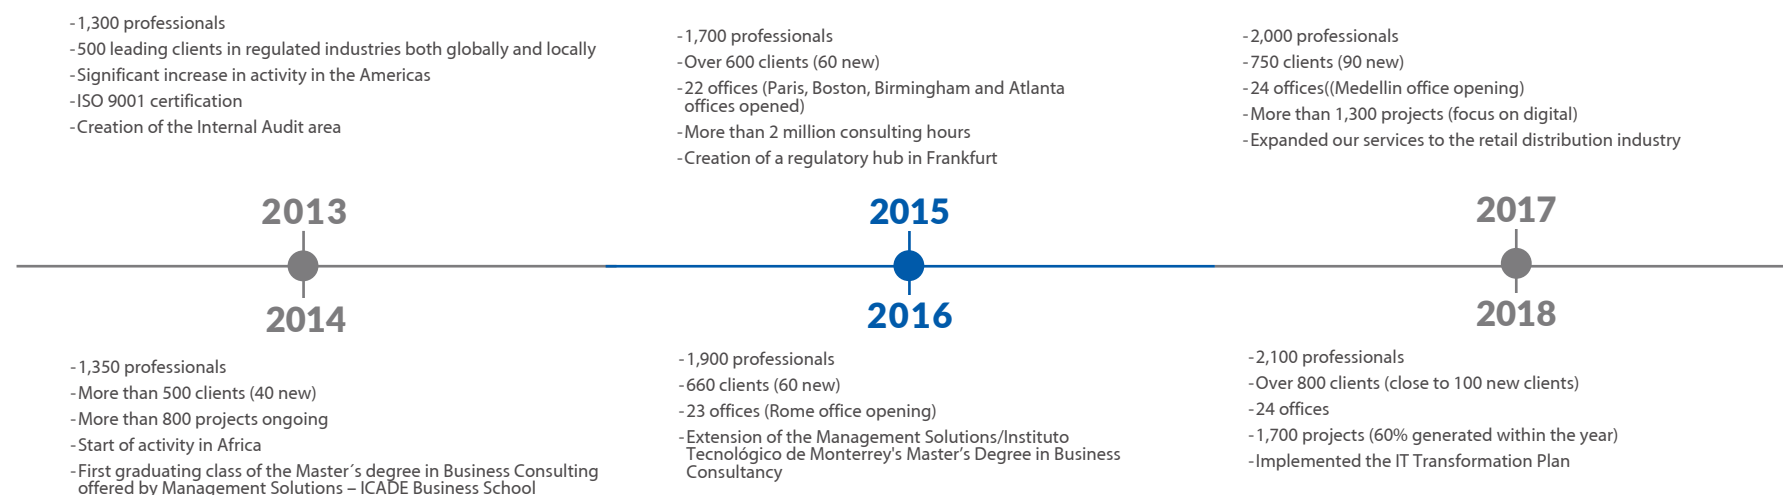 -1,300 professionals
-500 leading clients in regulated industries both globally and locally
-Significant increase in activity in the Americas
-ISO 9001 certification
-Creation of the Internal Audit area
2013
2014
-1,350 professionals
-More than 500 clients (40 new)
-More than 800 projects ongoing
-Start of activity in Africa
-First graduating class of the Master´s degree in Business Consulting
offered by Management Solutions – ICADE Business School
-1,700 professionals
-Over 600 clients (60 new)
-22 offices (Paris, Boston, Birmingham and Atlanta
offices opened)
-More than 2 million consulting hours
-Creation of a regulatory hub in Frankfurt
2015
2016
-1,900 professionals
-660 clients (60 new)
-23 offices (Rome office opening)
-Extension of the Management Solutions/Instituto
Tecnológico de Monterrey's Master’s Degree in Business
Consultancy
-2,000 professionals
-750 clients (90 new)
-24 offices((Medellin office opening)
-More than 1,300 projects (focus on digital)
-Expanded our services to the retail distribution industry
2017
2018
-2,100 professionals
-Over 800 clients (close to 100 new clients)
-24 offices
-1,700 projects (60% generated within the year)
-Implemented the IT Transformation Plan